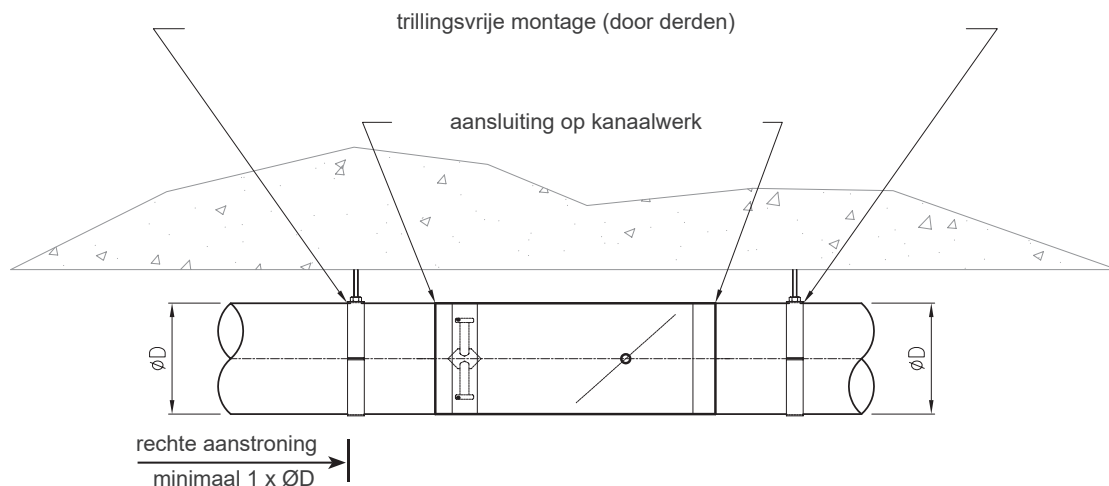 trillingsvrije montage (door derden)
aansluiting op kanaalwerk
ØD
ØD
rechte aanstroning
minimaal 1 x ØD